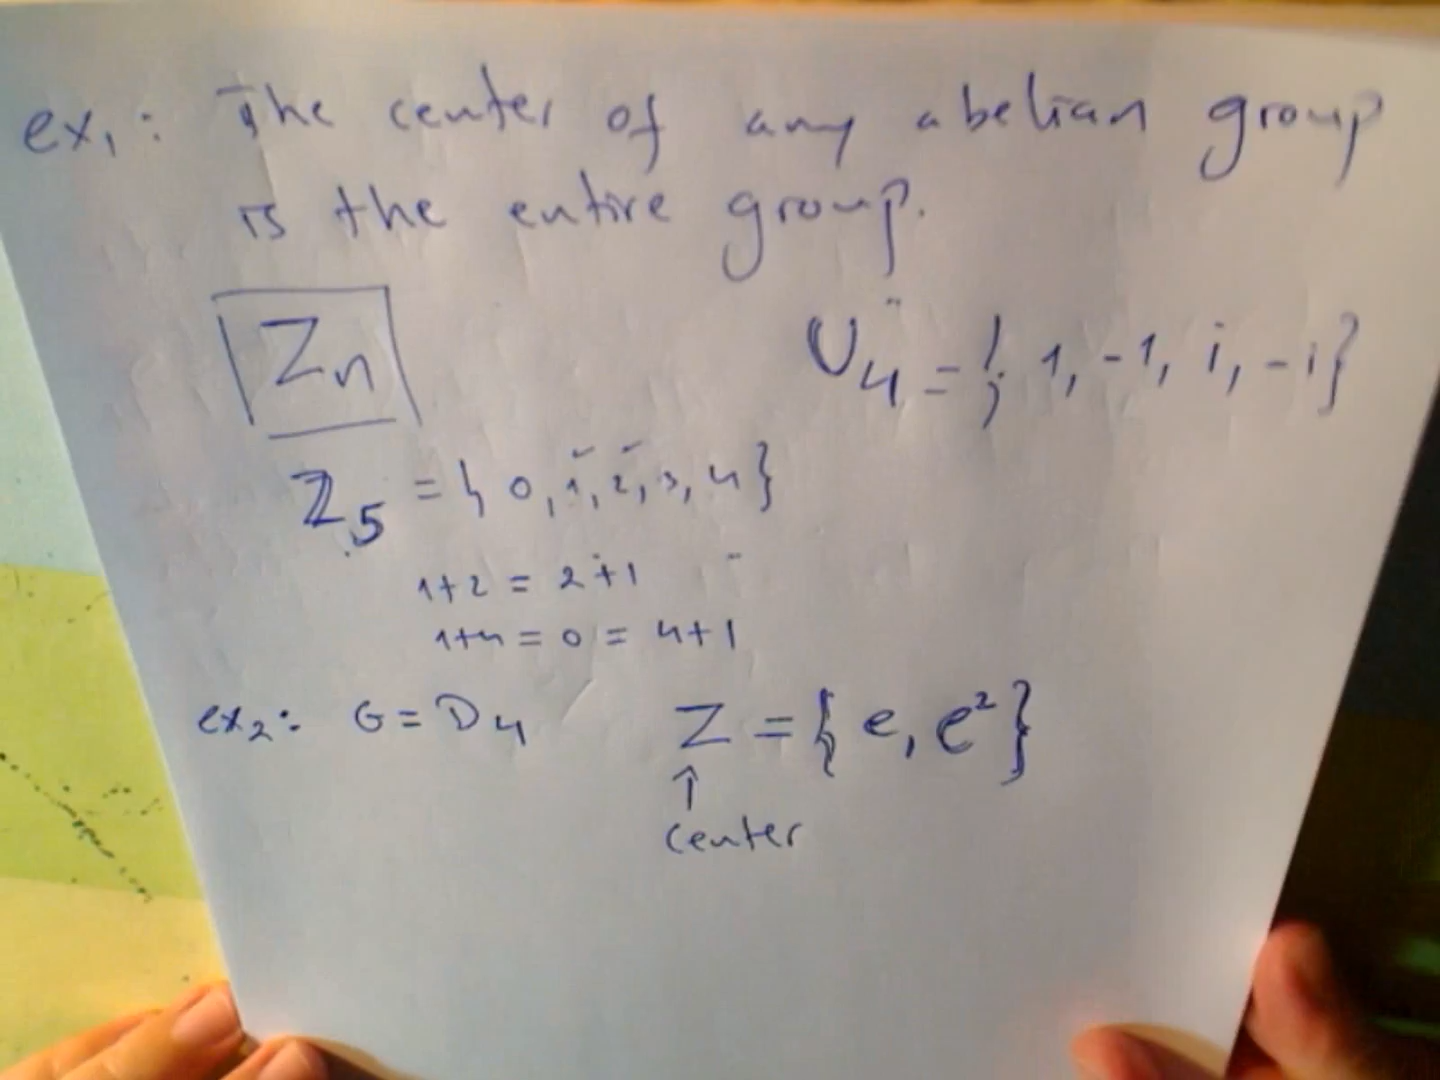 ex₁: The center of any abelian group
is the entire group.
Zn
U₄ = { 1, -1, i, -i}
ℤ₅ = { 0, 1, 2, 3, 4 }
1+2 = 2+1
1+4 = 0 = 4+1
ex₂: G = D₄ Z = { e, e² }
↑
center